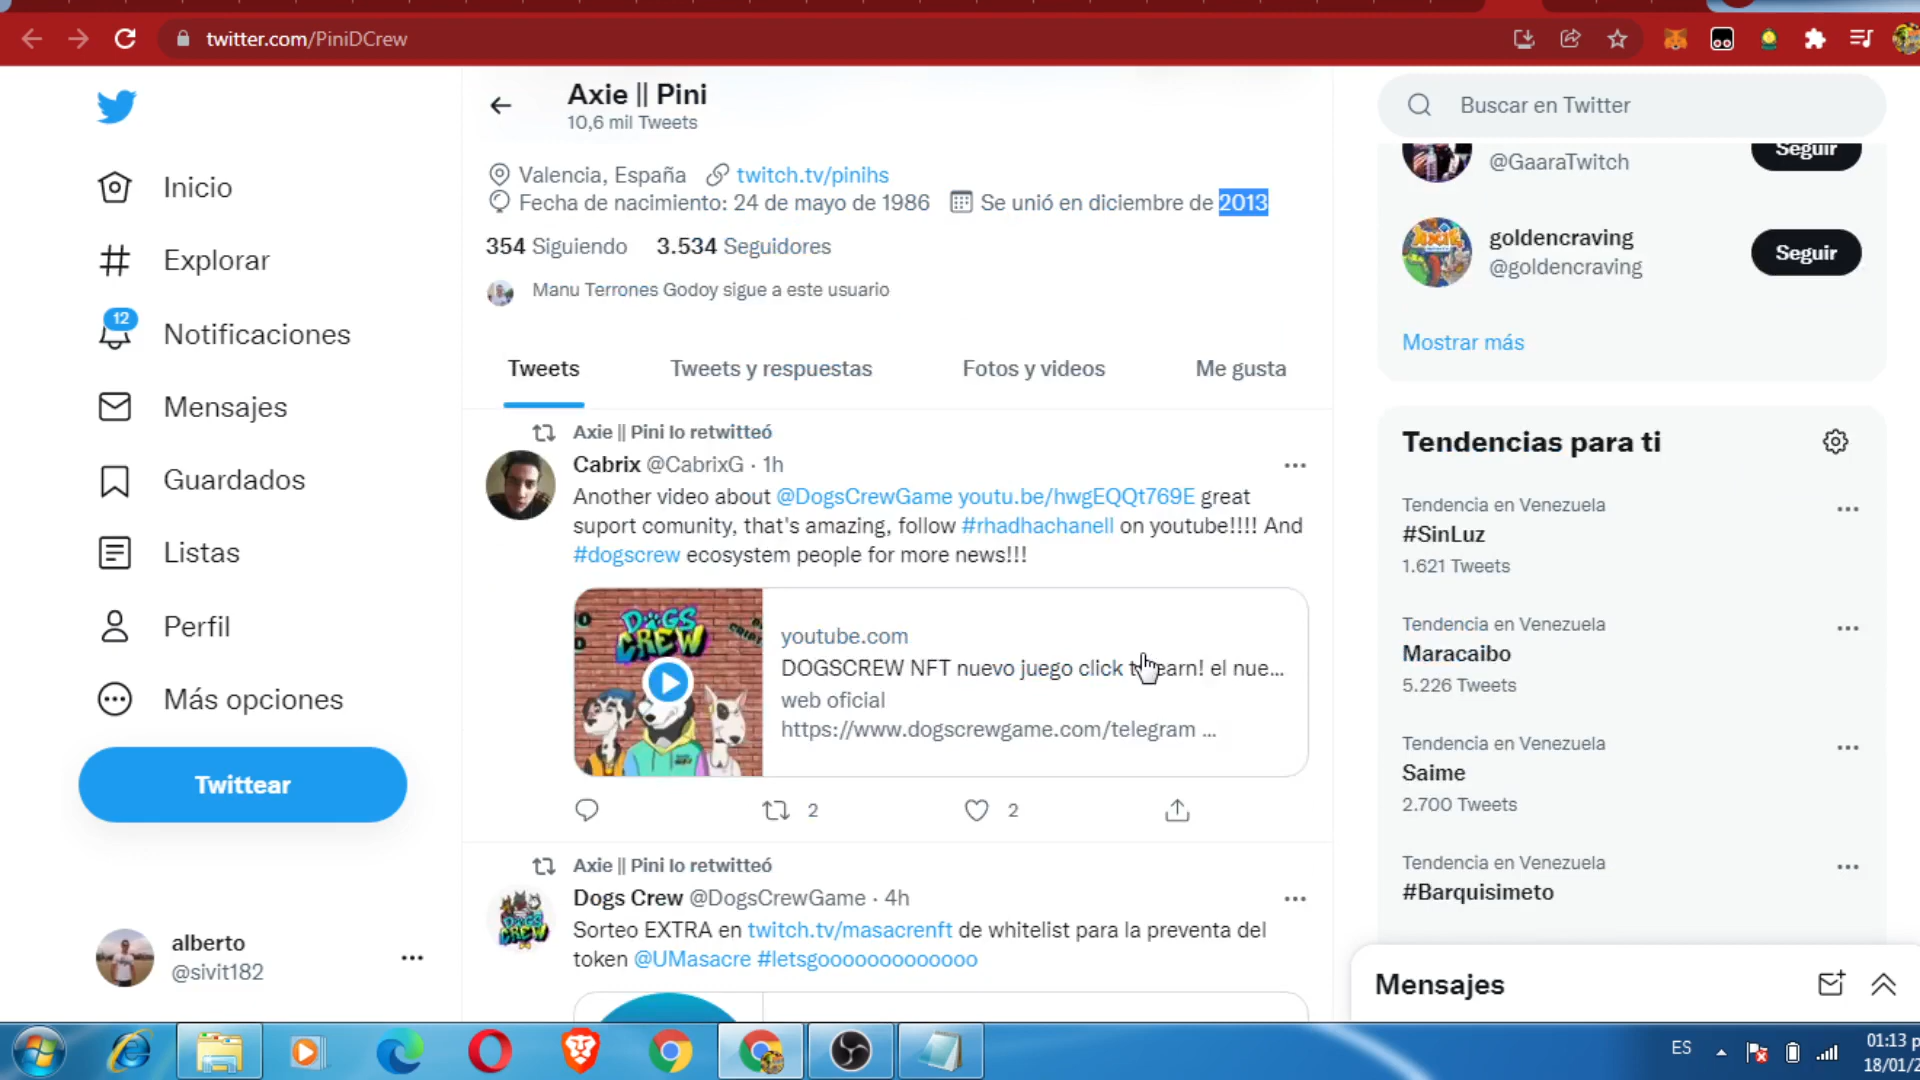 twitter.com/PiniDCrew
Axie || Pini
10,6 mil Tweets
Buscar en Twitter
Valencia, España twitch.tv/pinihs
Fecha de nacimiento: 24 de mayo de 1986 Se unió en diciembre de 2013
354 Siguiendo 3.534 Seguidores
Manu Terrones Godoy sigue a este usuario
Tweets Tweets y respuestas Fotos y videos Me gusta
Inicio
Explorar
12
Notificaciones
Mensajes
Guardados
Listas
Perfil
Más opciones
Twittear
alberto
@sivit182
Axie || Pini lo retwitteó
Cabrix @CabrixG · 1h
Another video about @DogsCrewGame youtu.be/hwgEQQt769E great
suport comunity, that's amazing, follow #rhadhachanell on youtube!!!! And
#dogscrew ecosystem people for more news!!!
DOGS
CREW
youtube.com
DOGSCREW NFT nuevo juego click earn! el nue...
web oficial
https://www.dogscrewgame.com/telegram ...
2 2
Axie || Pini lo retwitteó
Dogs Crew @DogsCrewGame · 4h
Sorteo EXTRA en twitch.tv/masacrenft de whitelist para la preventa del
token @UMasacre #letsgooooooooooooo
@GaaraTwitch
Seguir
goldencraving
@goldencraving
Seguir
Mostrar más
Tendencias para ti
Tendencia en Venezuela
#SinLuz
1.621 Tweets
Tendencia en Venezuela
Maracaibo
5.226 Tweets
Tendencia en Venezuela
Saime
2.700 Tweets
Tendencia en Venezuela
#Barquisimeto
Mensajes
ES
01:13 p
18/01/2